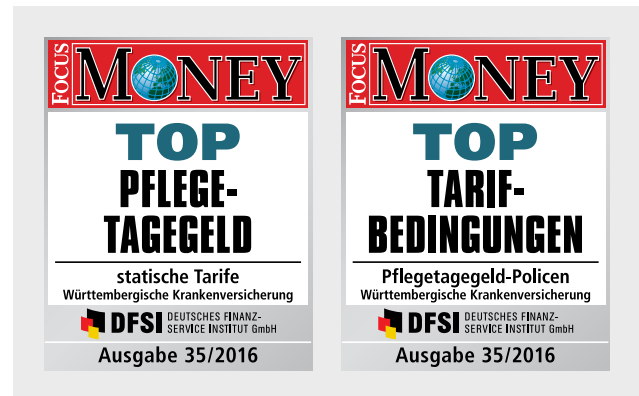 FOCUS
MONEY
TOP
PFLEGE-
TAGEGELD
statische Tarife
Württembergische Krankenversicherung
DFSI DEUTSCHES FINANZ-
SERVICE INSTITUT GmbH
Ausgabe 35/2016
FOCUS
MONEY
TOP
TARIF-
BEDINGUNGEN
Pflegetagegeld-Policen
Württembergische Krankenversicherung
DFSI DEUTSCHES FINANZ-
SERVICE INSTITUT GmbH
Ausgabe 35/2016